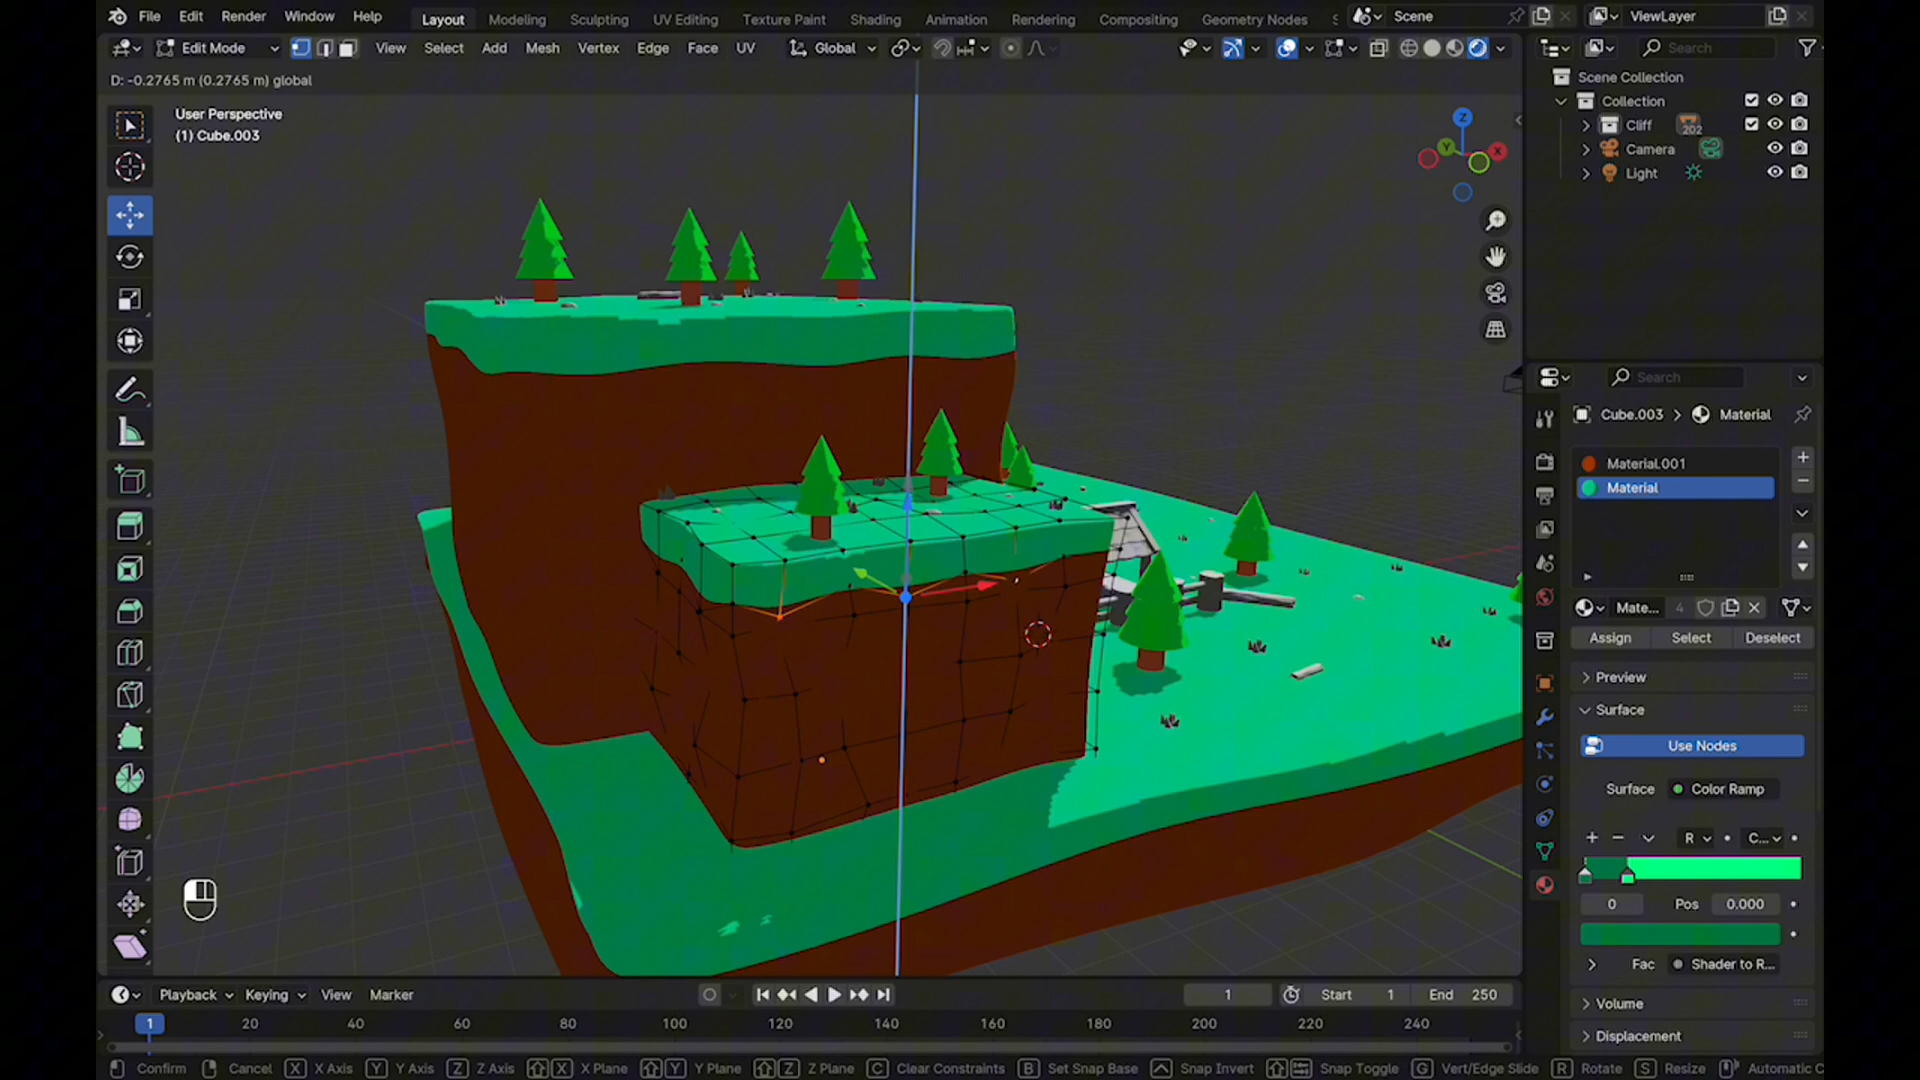 File Edit Render Window Help Layout Modeling Sculpting UV Editing Texture Paint Shading Animation Rendering Compositing Geometry Nodes Scene ViewLayer
Edit Mode View Select Add Mesh Vertex Edge Face UV Global Search
D: -0.2765 m (0.2765 m) global
User Perspective
(1) Cube.003
Z
Y
X
Scene Collection
Collection
Cliff 202
Camera
Light
Search
Cube.003 > Material
Material.001
Material
Mate... 4
Assign Select Deselect
Preview
Surface
Use Nodes
Surface Color Ramp
R C...
0 Pos 0.000
Fac Shader to R...
Volume
Displacement
Playback Keying View Marker 1 Start 1 End 250
1 20 40 60 80 100 120 140 160 180 200 220 240
Confirm Cancel X X Axis Y Y Axis Z Z Axis X X Plane Y Y Plane Z Z Plane C Clear Constraints B Set Snap Base Snap Invert Snap Toggle G Vert/Edge Slide R Rotate S Resize Automatic C